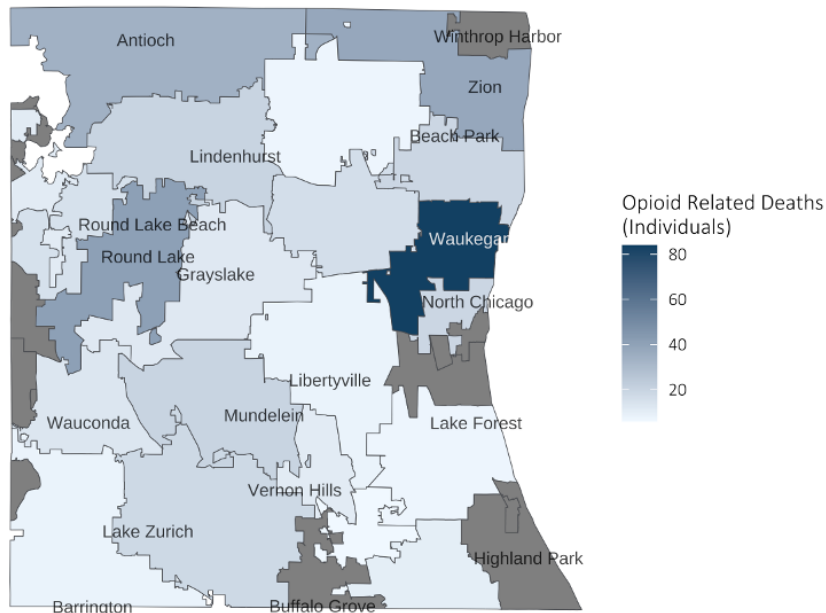 Antioch
Winthrop Harbor
Zion
Beach Park
Lindenhurst
Round Lake Beach
Waukegan
Round Lake
Grayslake
North Chicago
Libertyville
Mundelein
Wauconda
Lake Forest
Vernon Hills
Lake Zurich
Highland Park
Barrington
Buffalo Grove
Opioid Related Deaths
(Individuals)
80
60
40
20